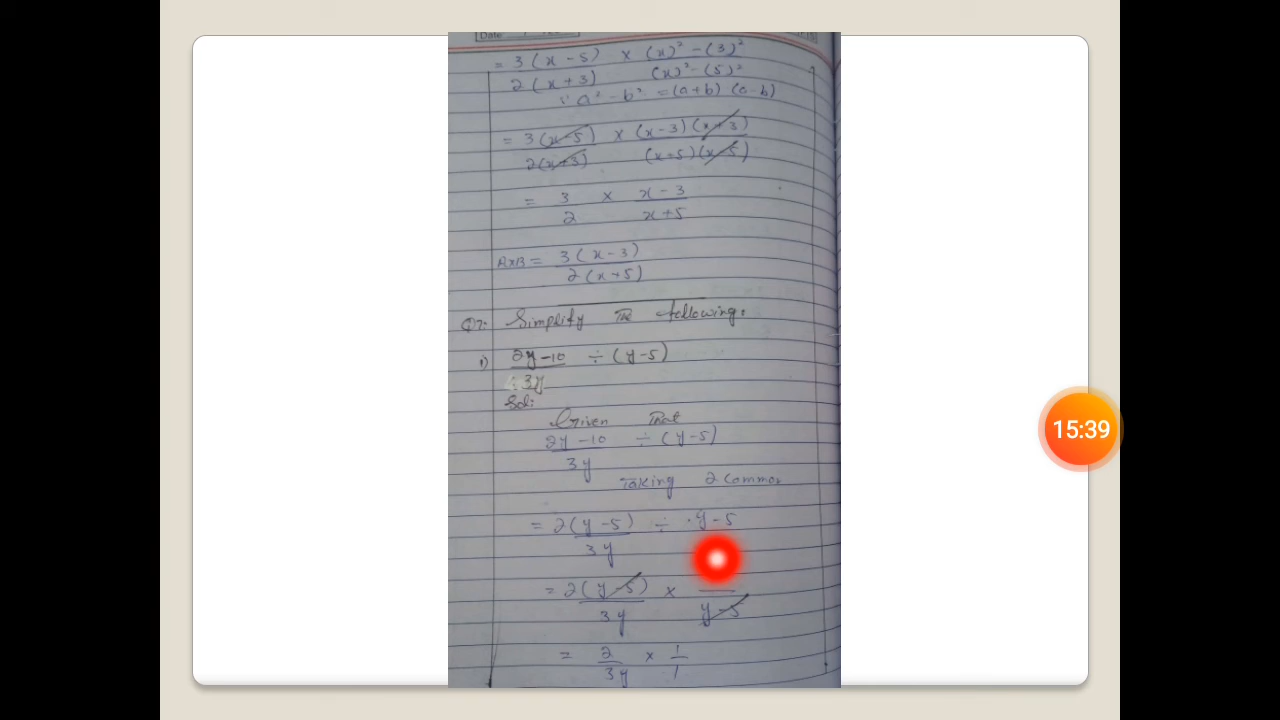 Date
= 3(x-5) / 2(x+3) × (x)² - (3)² / (x)² - (5)²
∵ a² - b² = (a+b) (a-b)
= 3(x-5) / 2(x+3) × (x-3)(x+3) / (x+5)(x-5)
= 3/2 × x-3 / x+5
A×B = 3(x-3) / 2(x+5)
Q7: Simplify The following:
i) 2y-10 / 3y ÷ (y-5)
Sol:
Given That
2y-10 / 3y ÷ (y-5)
Taking 2 Common
= 2(y-5) / 3y ÷ y-5
= 2(y-5) / 3y × / y-5
= 2/3y × 1/1
15:39